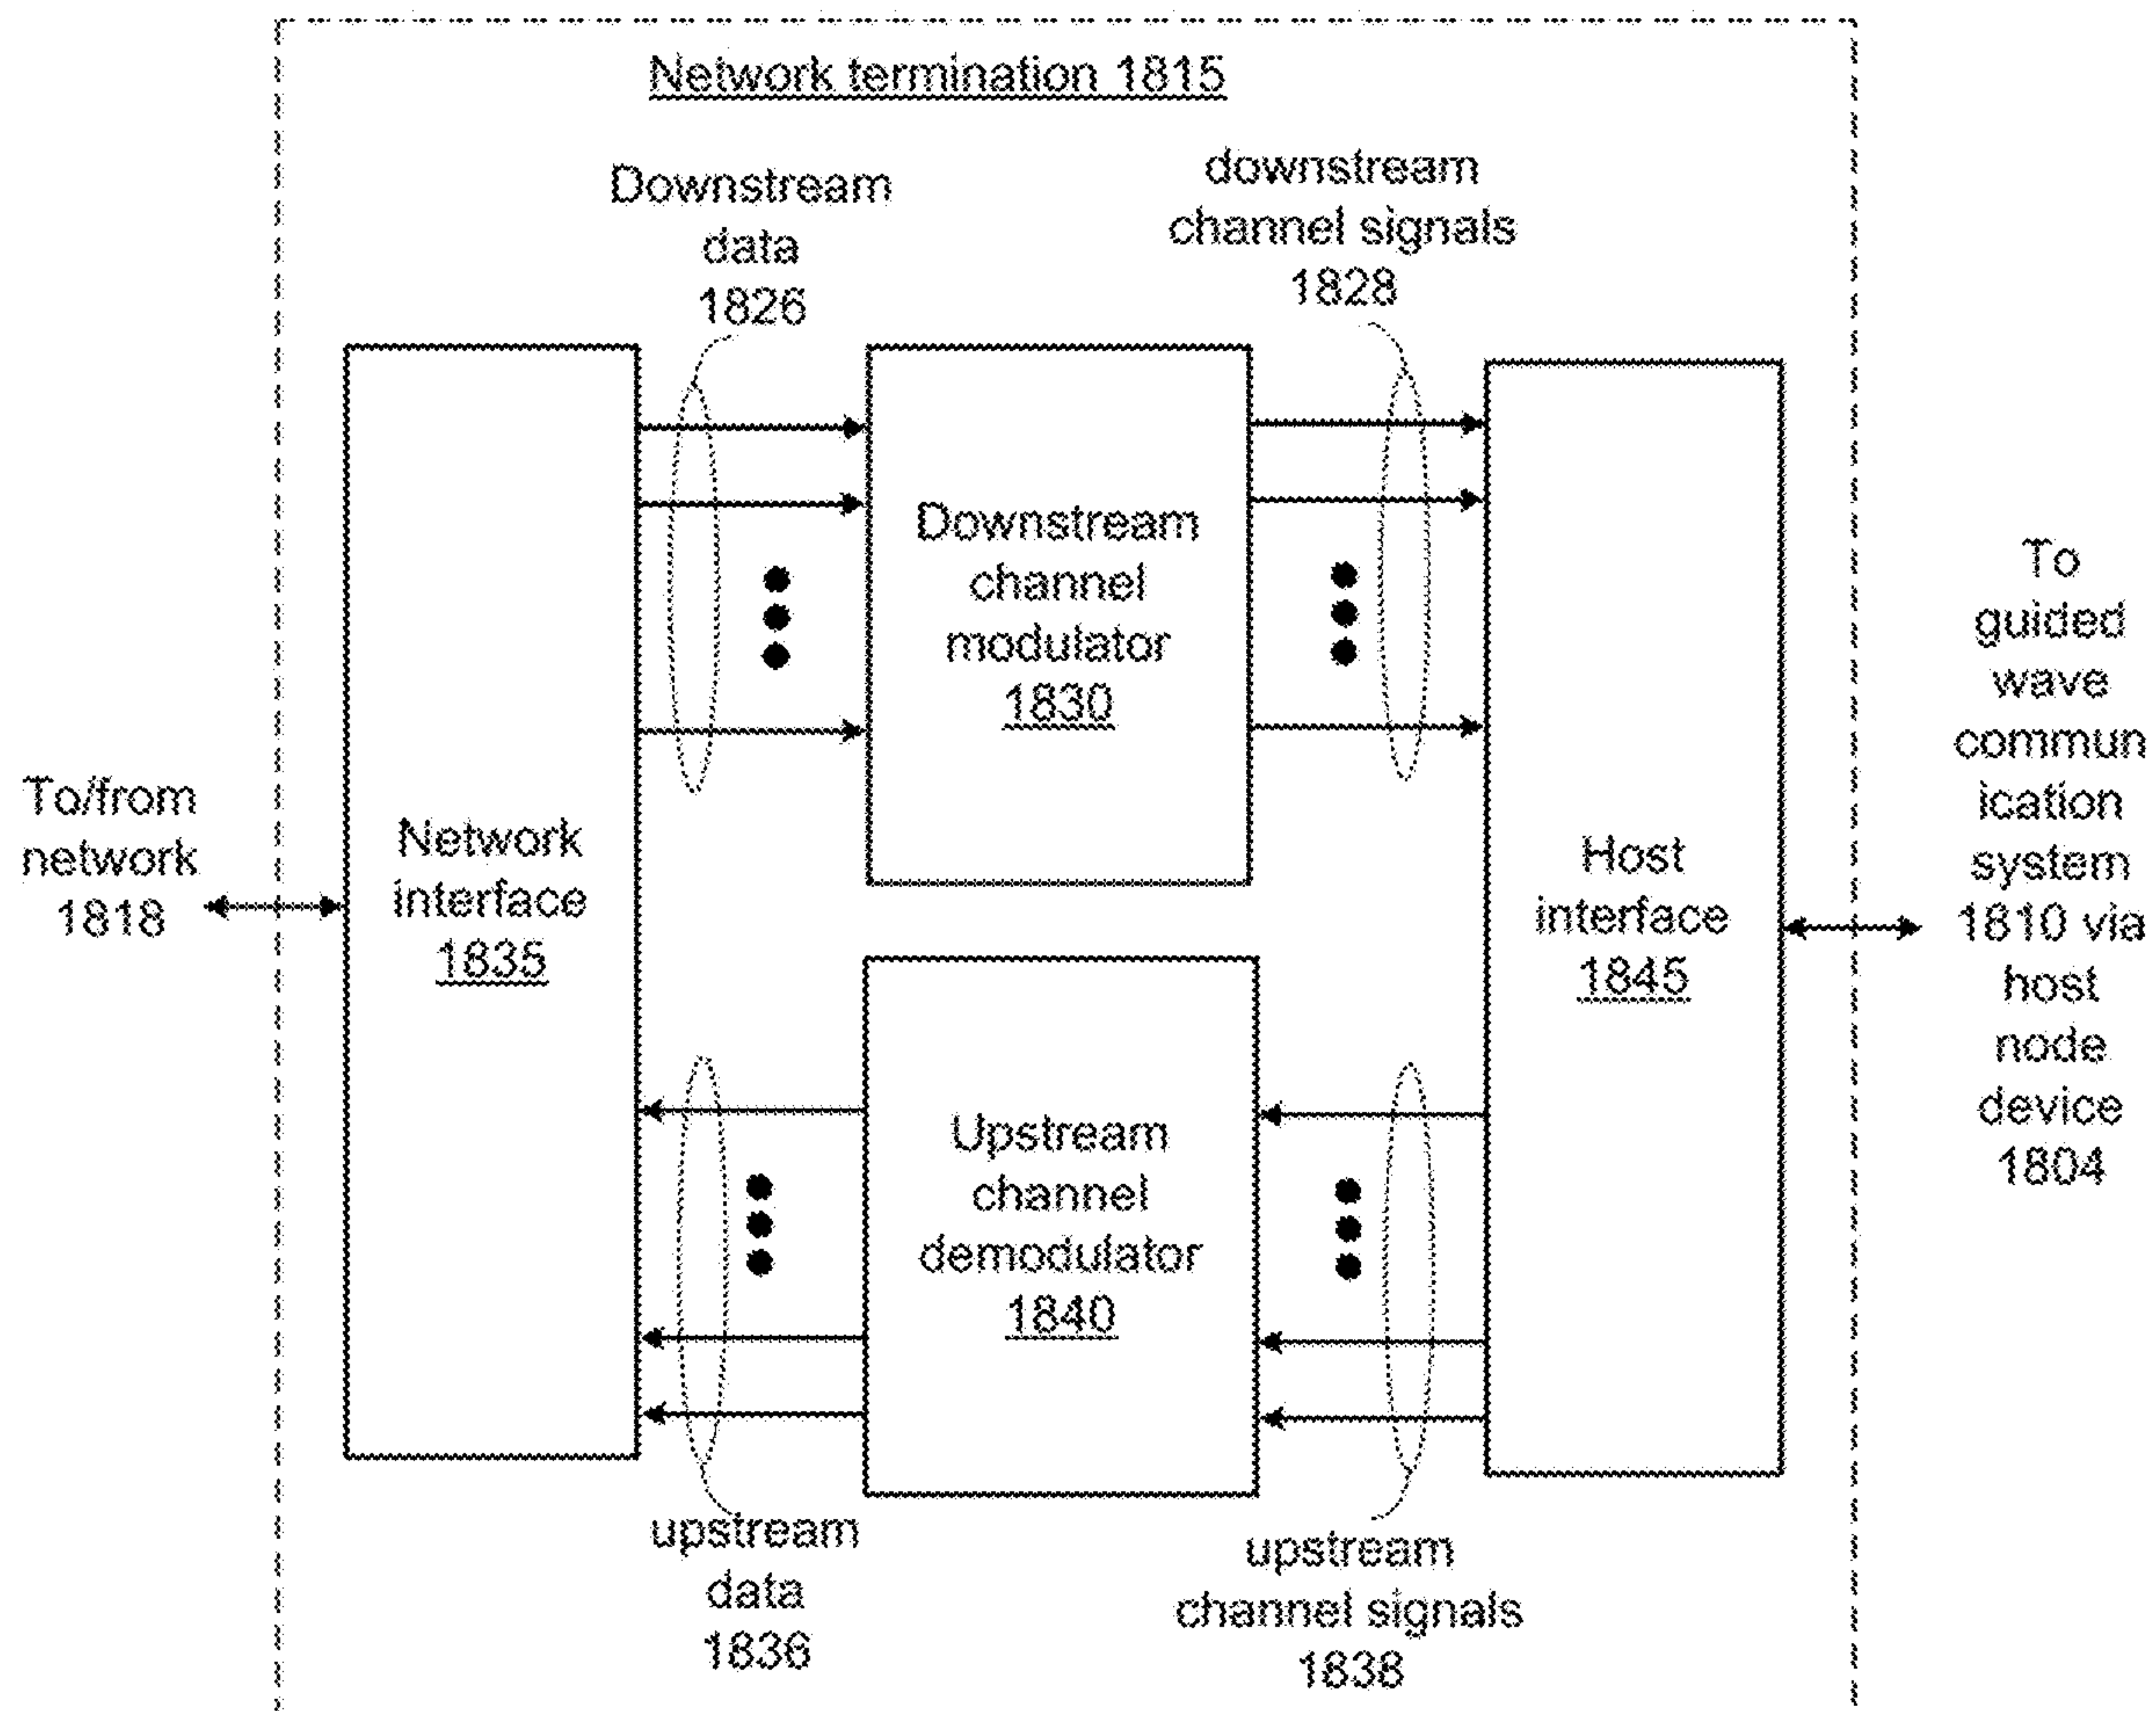 Network termination 1815
Downstream
data
1826
downstream
channel signals
1828
Downstream
channel
modulator
1830
To/from
network
1818
Network
interface
1835
Host
interface
1845
To
guided
wave
commun
ication
system
1810 via
host
node
device
1804
Upstream
channel
demodulator
1840
upstream
data
1836
upstream
channel signals
1838